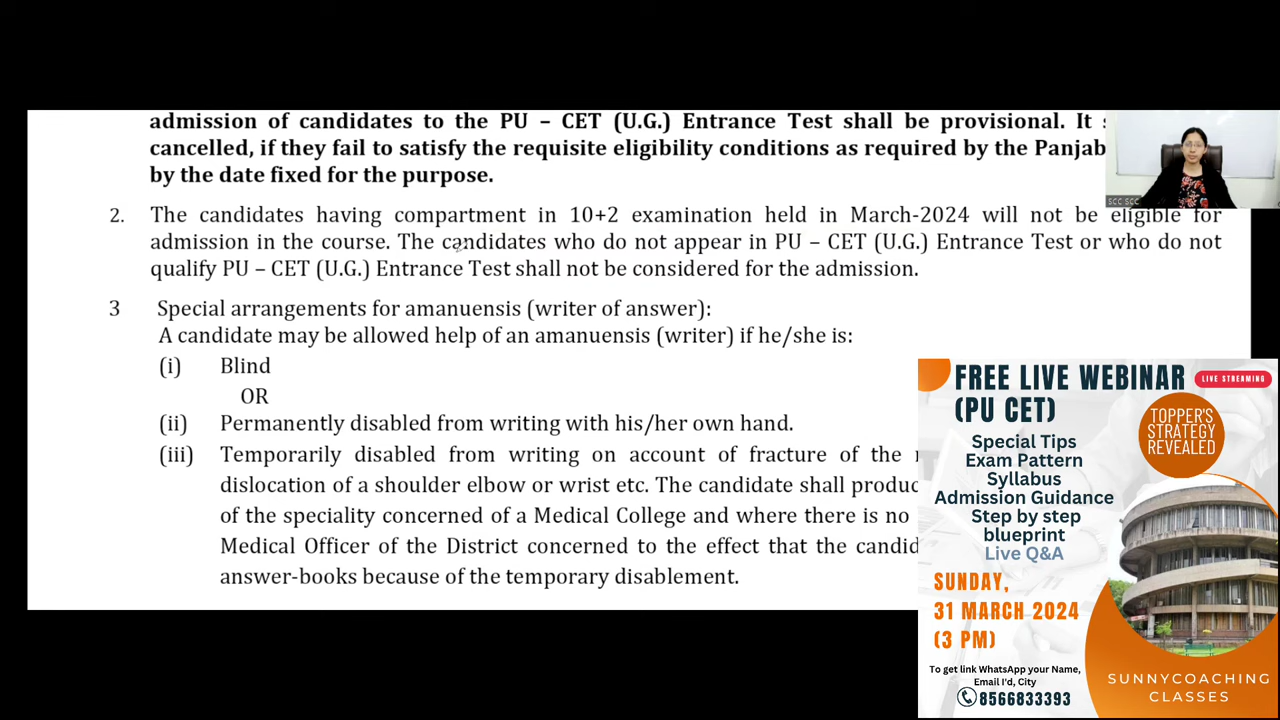 admission of candidates to the PU – CET (U.G.) Entrance Test shall be provisional. It
cancelled, if they fail to satisfy the requisite eligibility conditions as required by the Panjab
by the date fixed for the purpose.
scc scc
2. The candidates having compartment in 10+2 examination held in March-2024 will not be eligible for
admission in the course. The candidates who do not appear in PU – CET (U.G.) Entrance Test or who do not
qualify PU – CET (U.G.) Entrance Test shall not be considered for the admission.
3 Special arrangements for amanuensis (writer of answer):
A candidate may be allowed help of an amanuensis (writer) if he/she is:
(i) Blind
OR
(ii) Permanently disabled from writing with his/her own hand.
(iii) Temporarily disabled from writing on account of fracture of the
dislocation of a shoulder elbow or wrist etc. The candidate shall produc
of the speciality concerned of a Medical College and where there is no
Medical Officer of the District concerned to the effect that the candid
answer-books because of the temporary disablement.
FREE LIVE WEBINAR
LIVE STREAMING
(PU CET)
TOPPER'S
STRATEGY
REVEALED
Special Tips
Exam Pattern
Syllabus
Admission Guidance
Step by step
blueprint
Live Q&A
SUNDAY,
31 MARCH 2024
(3 PM)
To get link WhatsApp your Name,
Email I'd, City
8566833393
SUNNYCOACHING
CLASSES